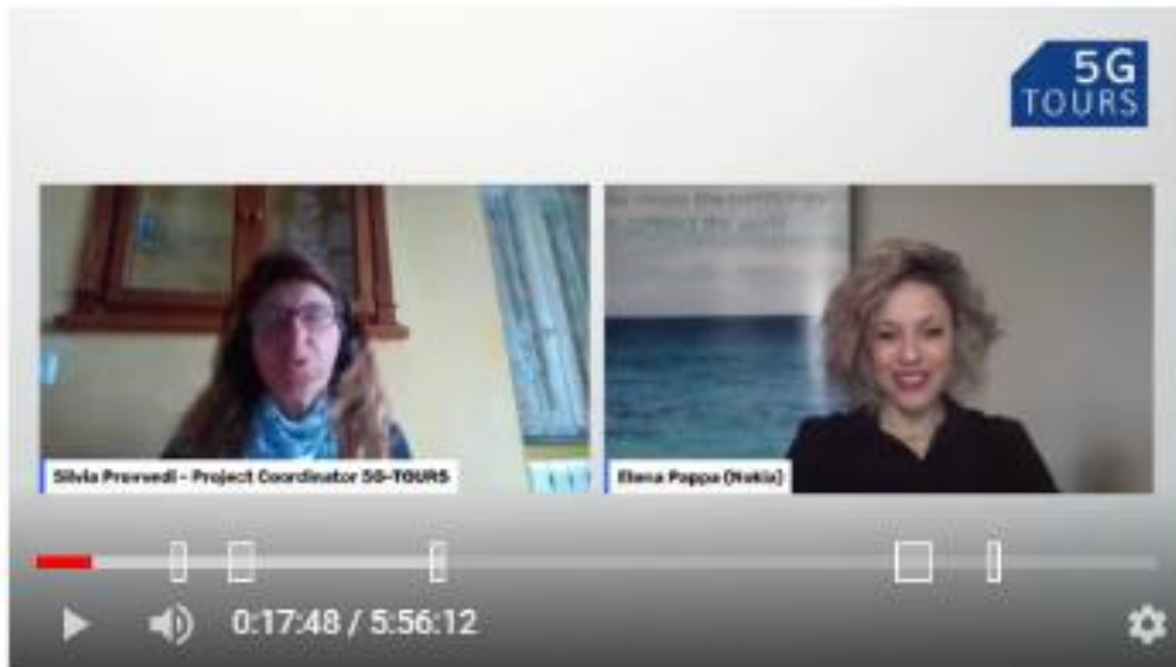 5G
TOURS
Silvia Provvedi - Project Coordinator 5G-TOURS
Elena Pappa (Nokia)
0:17:48 / 5:56:12